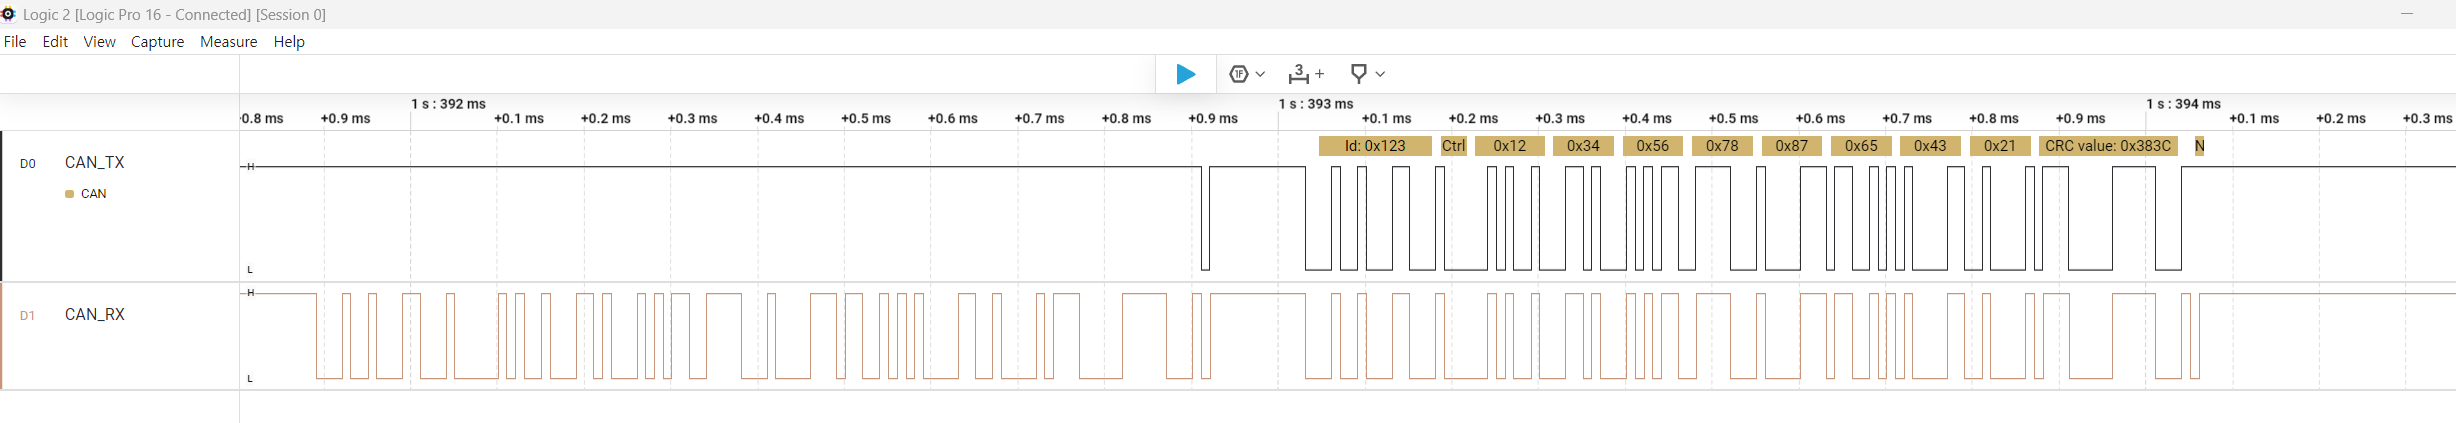 Logic 2 [Logic Pro 16 - Connected] [Session 0]
File Edit View Capture Measure Help
1F 3 +
1 s : 392 ms 1 s : 393 ms 1 s : 394 ms
0.8 ms +0.9 ms +0.1 ms +0.2 ms +0.3 ms +0.4 ms +0.5 ms +0.6 ms +0.7 ms +0.8 ms +0.9 ms +0.1 ms +0.2 ms +0.3 ms +0.4 ms +0.5 ms +0.6 ms +0.7 ms +0.8 ms +0.9 ms +0.1 ms +0.2 ms +0.3 ms
Id: 0x123 Ctrl 0x12 0x34 0x56 0x78 0x87 0x65 0x43 0x21 CRC value: 0x383C N
D0 CAN_TX H
CAN
L
H
D1 CAN_RX
L